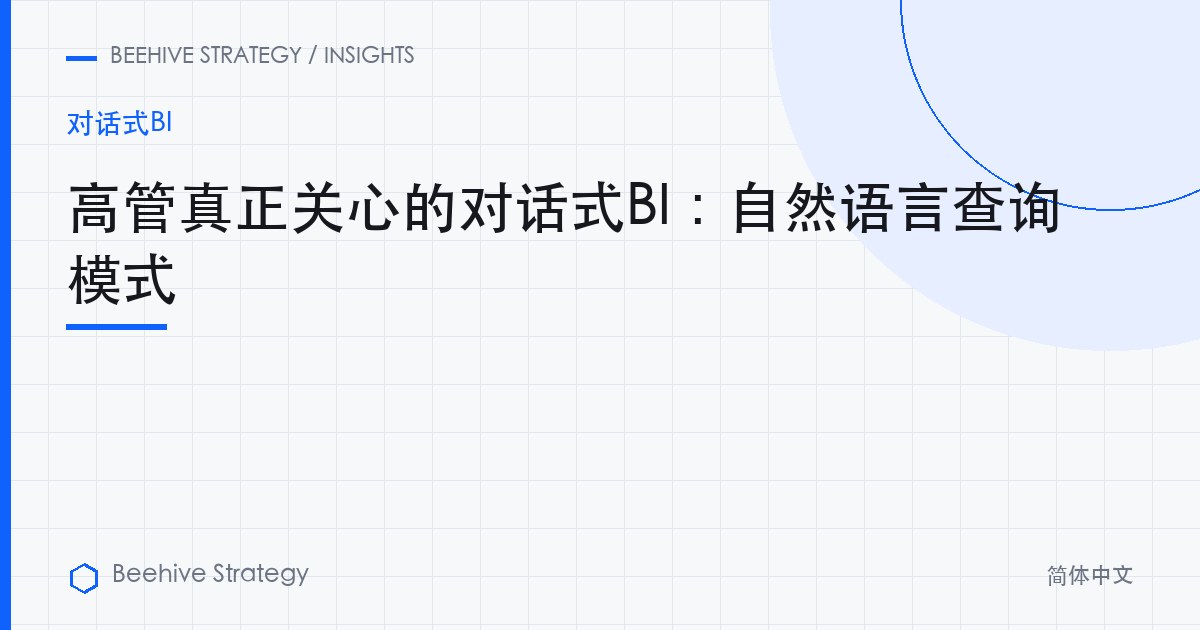 BEEHIVE STRATEGY / INSIGHTS
对话式BI
高管真正关心的对话式BI：自然语言查询
模式
Beehive Strategy
简体中文